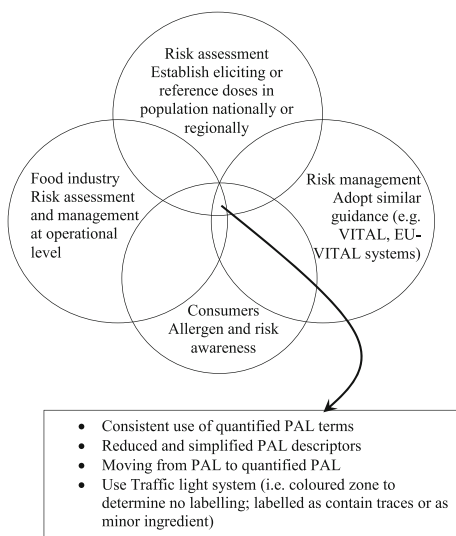 Risk assessment
Establish eliciting or
reference doses in
population nationally or
regionally
Food industry
Risk assessment
and management
at operational
level
Risk management
Adopt similar
guidance (e.g.
VITAL, EU-
VITAL systems)
Consumers
Allergen and risk
awareness
• Consistent use of quantified PAL terms
• Reduced and simplified PAL descriptors
• Moving from PAL to quantified PAL
• Use Traffic light system (i.e. coloured zone to
determine no labelling; labelled as contain traces or as
minor ingredient)